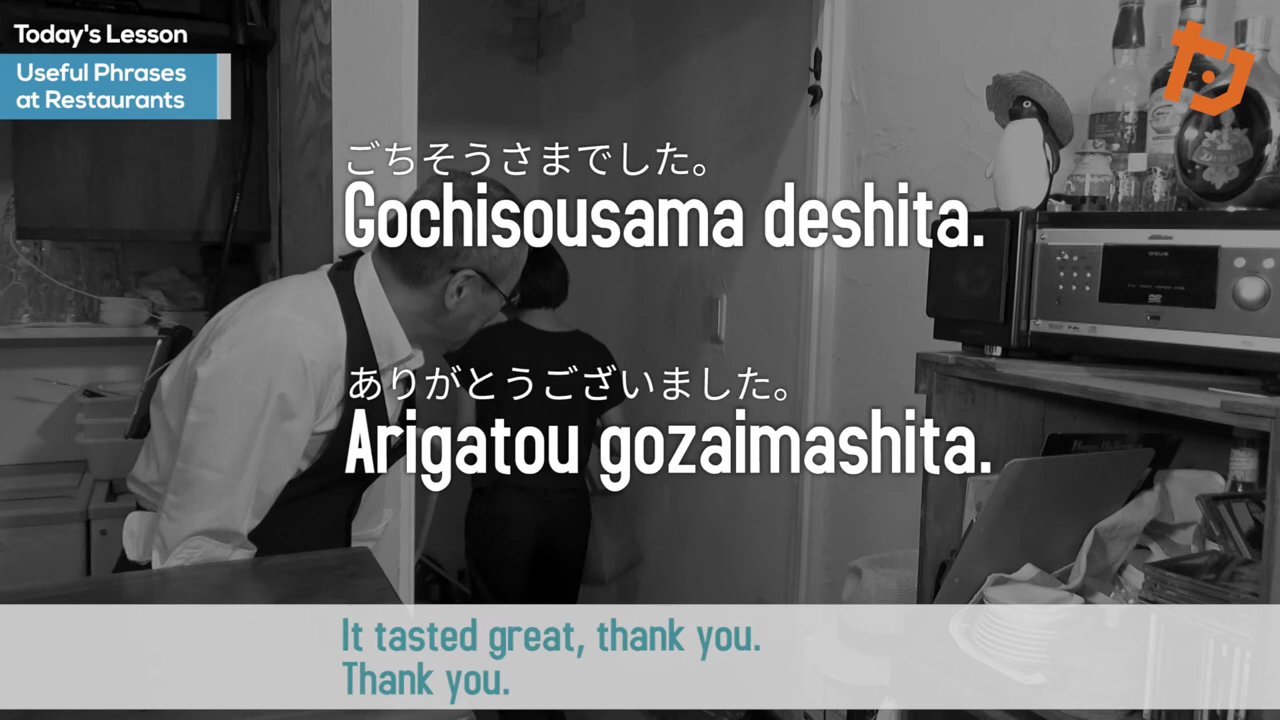 Today's Lesson
Useful Phrases
at Restaurants
ごちそうさまでした。
Gochisousama deshita.
ありがとうございました。
Arigatou gozaimashita.
It tasted great, thank you.
Thank you.